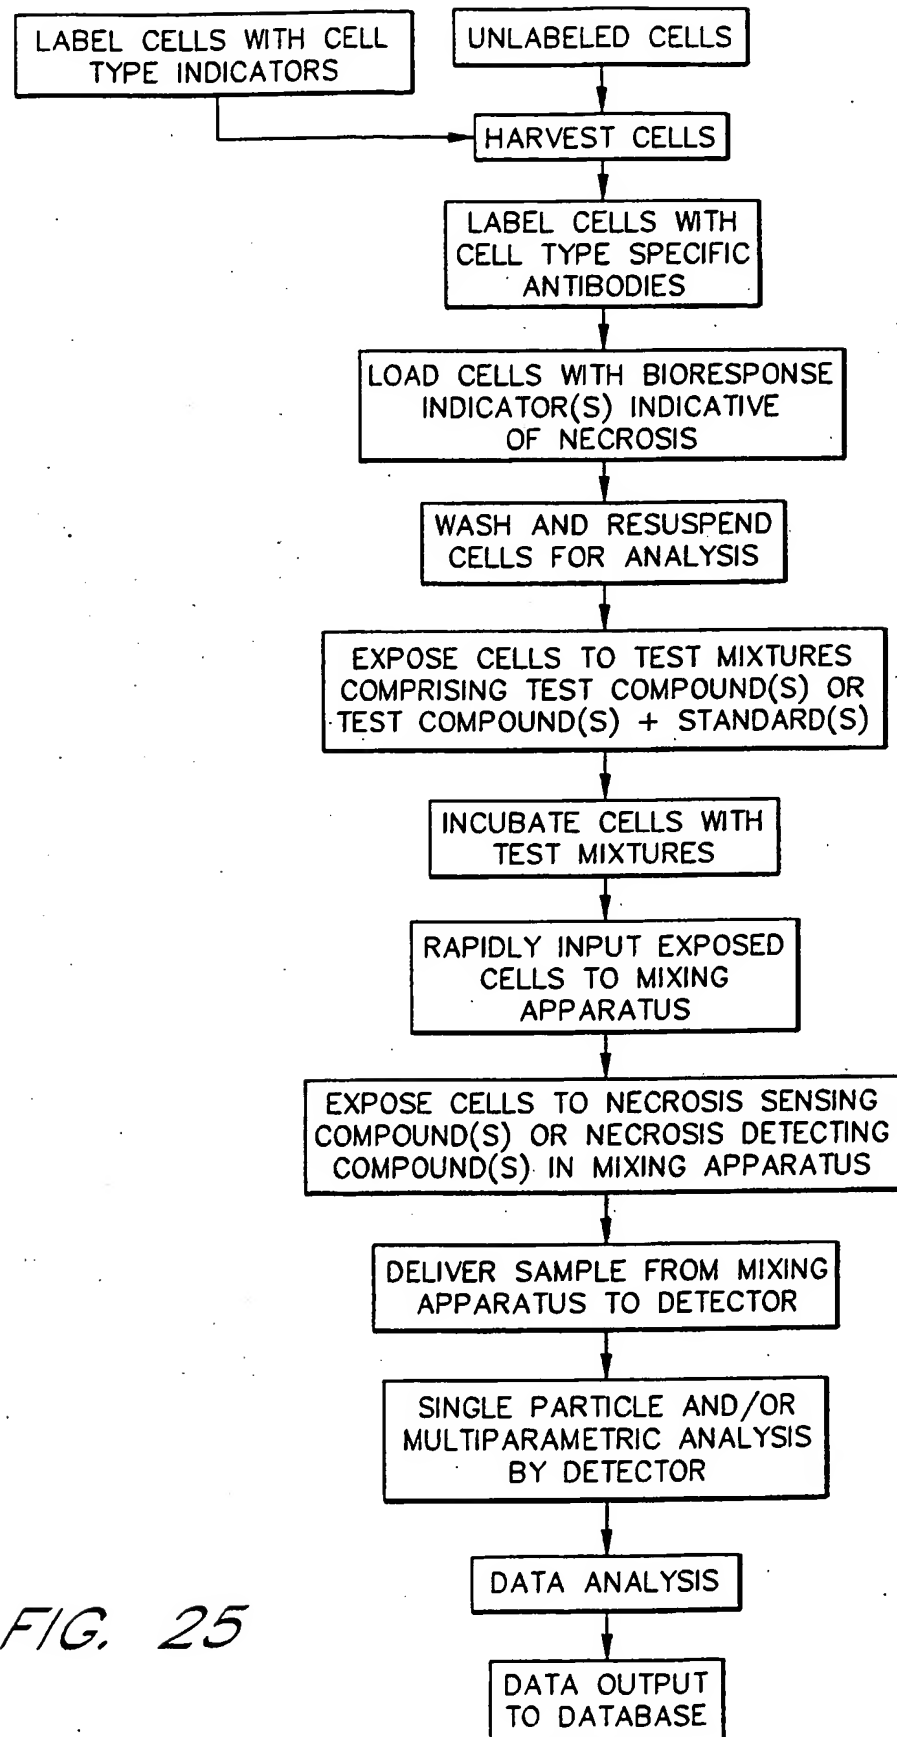 LABEL CELLS WITH CELL
TYPE INDICATORS
UNLABELED CELLS
HARVEST CELLS
LABEL CELLS WITH
CELL TYPE SPECIFIC
ANTIBODIES
LOAD CELLS WITH BIORESPONSE
INDICATOR(S) INDICATIVE
OF NECROSIS
WASH AND RESUSPEND
CELLS FOR ANALYSIS
EXPOSE CELLS TO TEST MIXTURES
COMPRISING TEST COMPOUND(S) OR
TEST COMPOUND(S) + STANDARD(S)
INCUBATE CELLS WITH
TEST MIXTURES
RAPIDLY INPUT EXPOSED
CELLS TO MIXING
APPARATUS
EXPOSE CELLS TO NECROSIS SENSING
COMPOUND(S) OR NECROSIS DETECTING
COMPOUND(S) IN MIXING APPARATUS
DELIVER SAMPLE FROM MIXING
APPARATUS TO DETECTOR
SINGLE PARTICLE AND/OR
MULTIPARAMETRIC ANALYSIS
BY DETECTOR
DATA ANALYSIS
DATA OUTPUT
TO DATABASE
FIG. 25